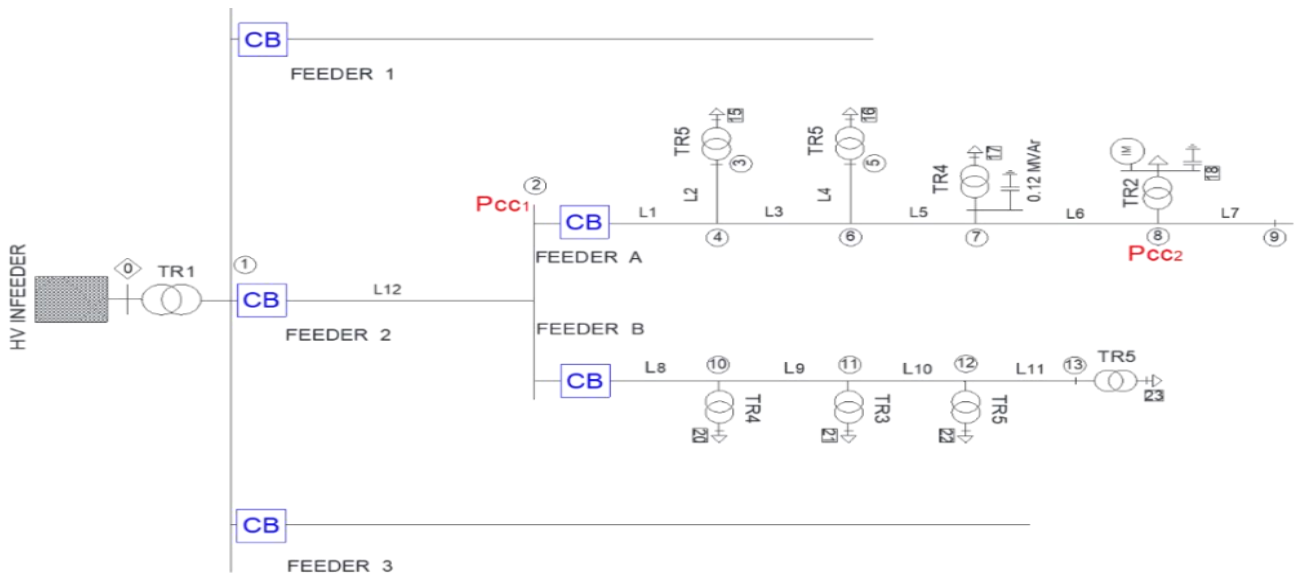 CB
FEEDER 1
15
16
TR5
TR5
3
5
17
TR4
0.12 MVAr
IM
18
TR2
L2
L4
2
Pcc1
CB
L1
L3
L5
L6
L7
4
6
7
8
9
FEEDER A
Pcc2
HV INFEEDER
0
TR1
1
CB
L12
FEEDER 2
FEEDER B
CB
L8
10
L9
11
L10
12
L11
13
TR5
23
TR4
TR3
TR5
20
21
22
CB
FEEDER 3